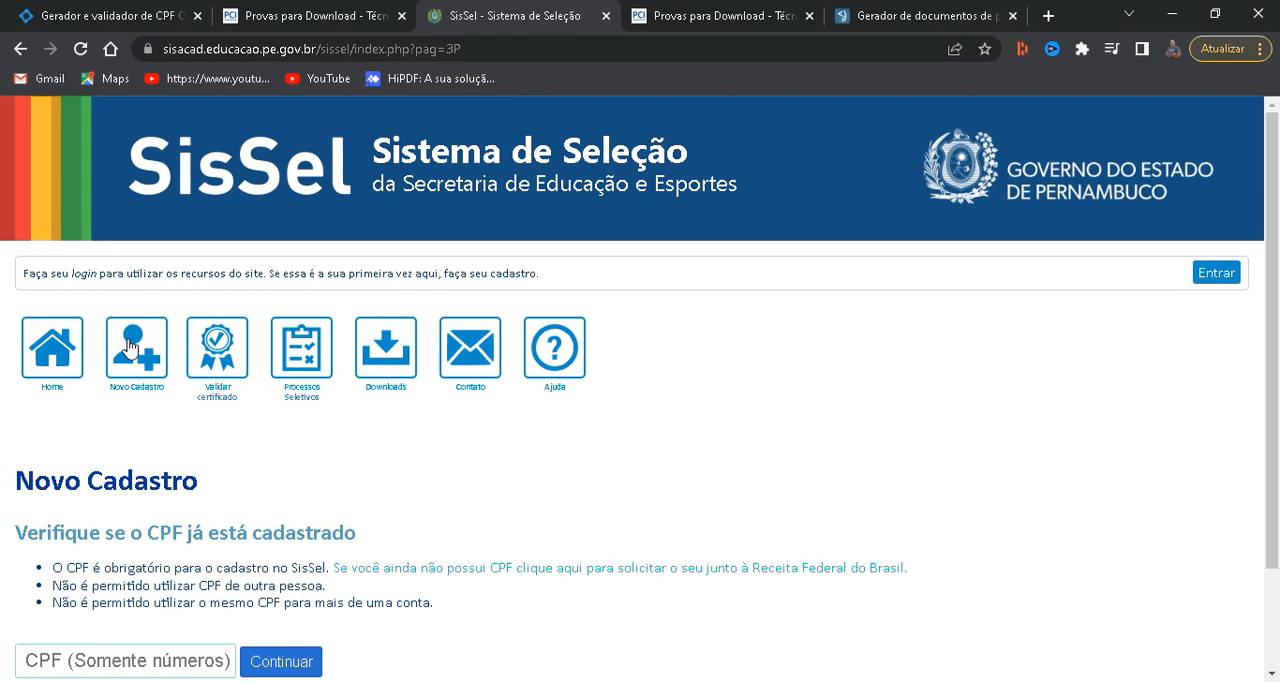 Gerador e validador de CPF C
PCI Provas para Download - Técn
SisSel - Sistema de Seleção
PCI Provas para Download - Técn
Gerador de documentos de p
sisacad.educacao.pe.gov.br/sissel/index.php?pag=3P
Atualizar
Gmail
Maps
https://www.youtu...
YouTube
HiPDF: A sua soluçã...
SisSel
Sistema de Seleção
da Secretaria de Educação e Esportes
GOVERNO DO ESTADO
DE PERNAMBUCO
Faça seu login para utilizar os recursos do site. Se essa é a sua primeira vez aqui, faça seu cadastro.
Entrar
Home
Novo Cadastro
Validar
certificado
Processos
Seletivos
Downloads
Contato
?
Ajuda
Novo Cadastro
Verifique se o CPF já está cadastrado
• O CPF é obrigatório para o cadastro no SisSel. Se você ainda não possui CPF clique aqui para solicitar o seu junto à Receita Federal do Brasil.
• Não é permitido utilizar CPF de outra pessoa.
• Não é permitido utilizar o mesmo CPF para mais de uma conta.
CPF (Somente números)
Continuar